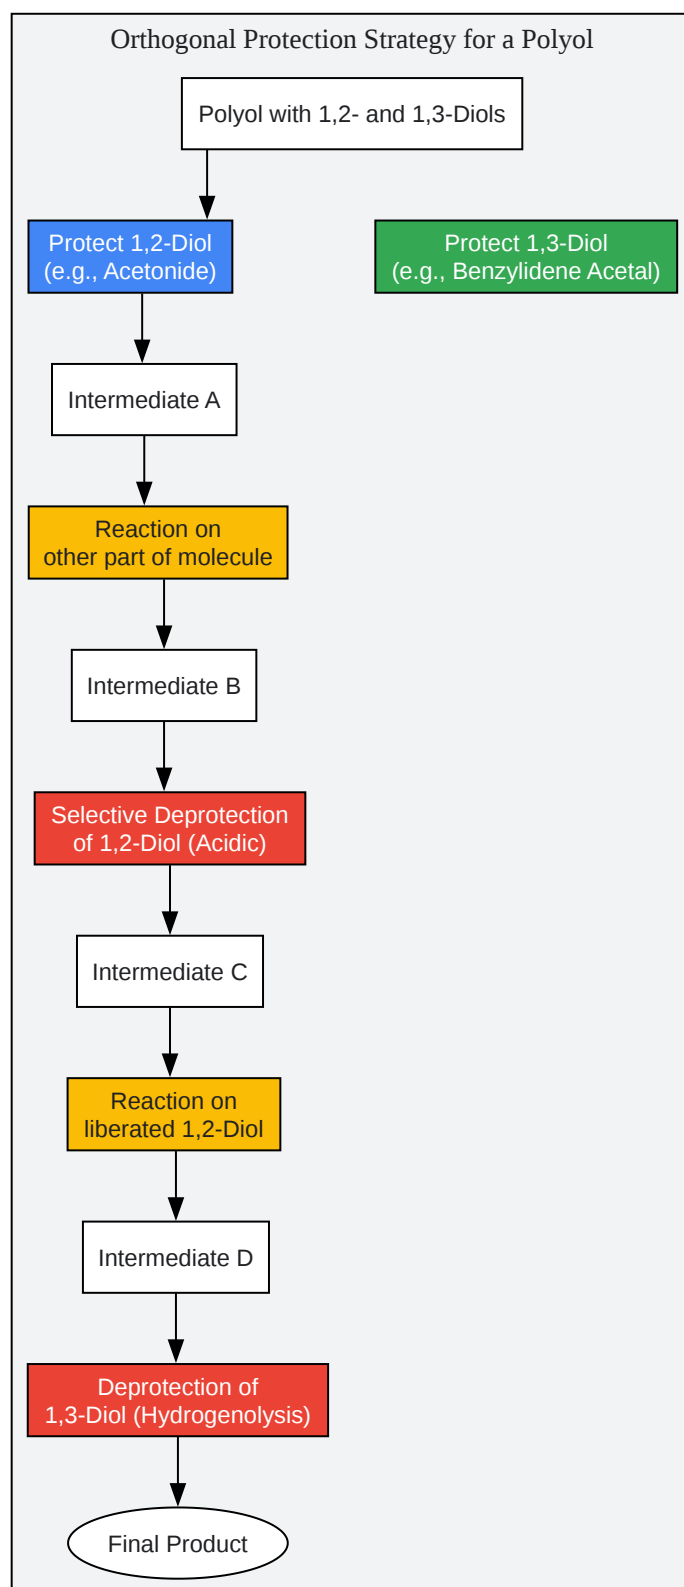 Orthogonal Protection Strategy for a Polyol
Polyol with 1,2- and 1,3-Diols
Protect 1,2-Diol
(e.g., Acetonide)
Protect 1,3-Diol
(e.g., Benzylidene Acetal)
Intermediate A
Reaction on
other part of molecule
Intermediate B
Selective Deprotection
of 1,2-Diol (Acidic)
Intermediate C
Reaction on
liberated 1,2-Diol
Intermediate D
Deprotection of
1,3-Diol (Hydrogenolysis)
Final Product